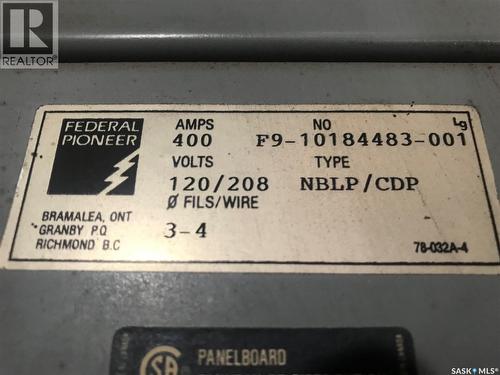 REALTOR®
FEDERAL PIONEER
AMPS NO Lg
400 F9-10184483-001
VOLTS TYPE
120/208 NBLP/CDP
Ø FILS/WIRE
3-4
BRAMALEA, ONT
GRANBY P.Q
RICHMOND B.C
78-032A-4
PANELBOARD
SASK MLS®